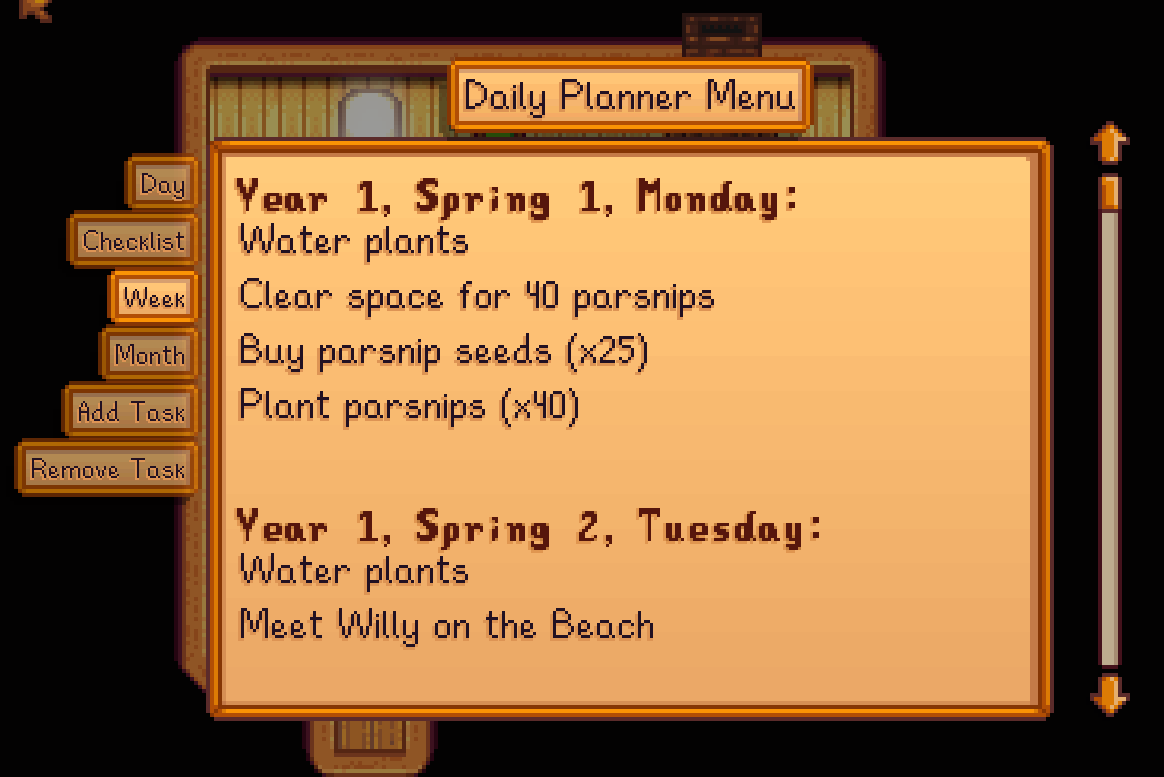 Daily Planner Menu
Day
Checklist
Week
Month
Add Task
Remove Task
Year 1, Spring 1, Monday:
Water plants
Clear space for 40 parsnips
Buy parsnip seeds (x25)
Plant parsnips (x40)
Year 1, Spring 2, Tuesday:
Water plants
Meet Willy on the Beach